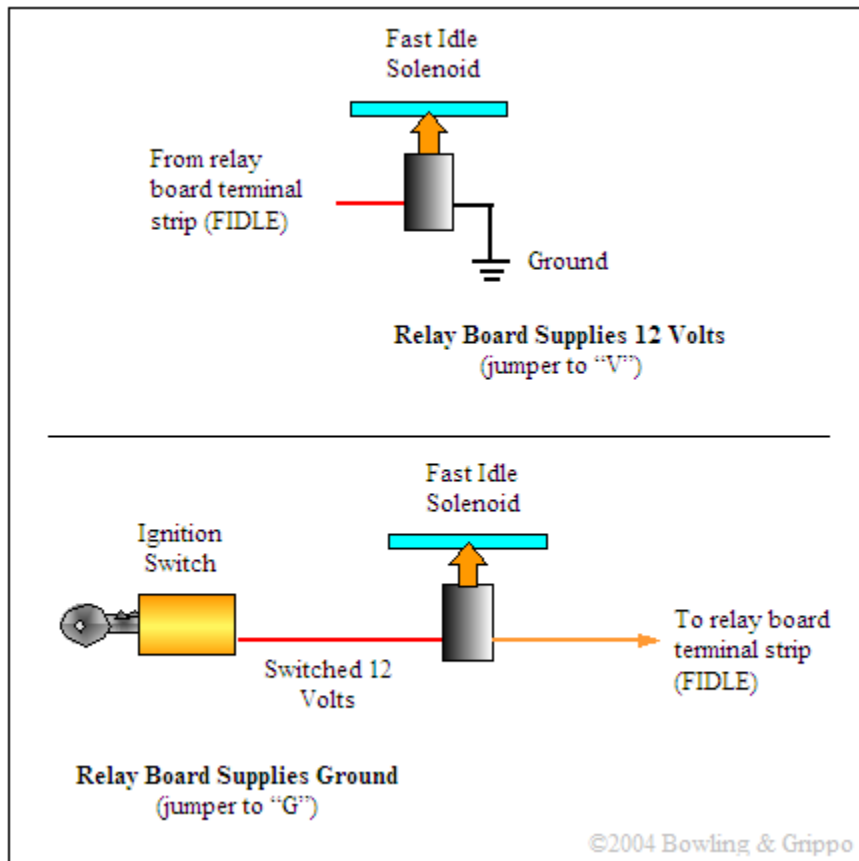 Fast Idle
Solenoid
From relay
board terminal
strip (FIDLE)
Ground
Relay Board Supplies 12 Volts
(jumper to “V”)
Fast Idle
Solenoid
Ignition
Switch
To relay board
terminal strip
(FIDLE)
Switched 12
Volts
Relay Board Supplies Ground
(jumper to “G”)
©2004 Bowling & Grippo